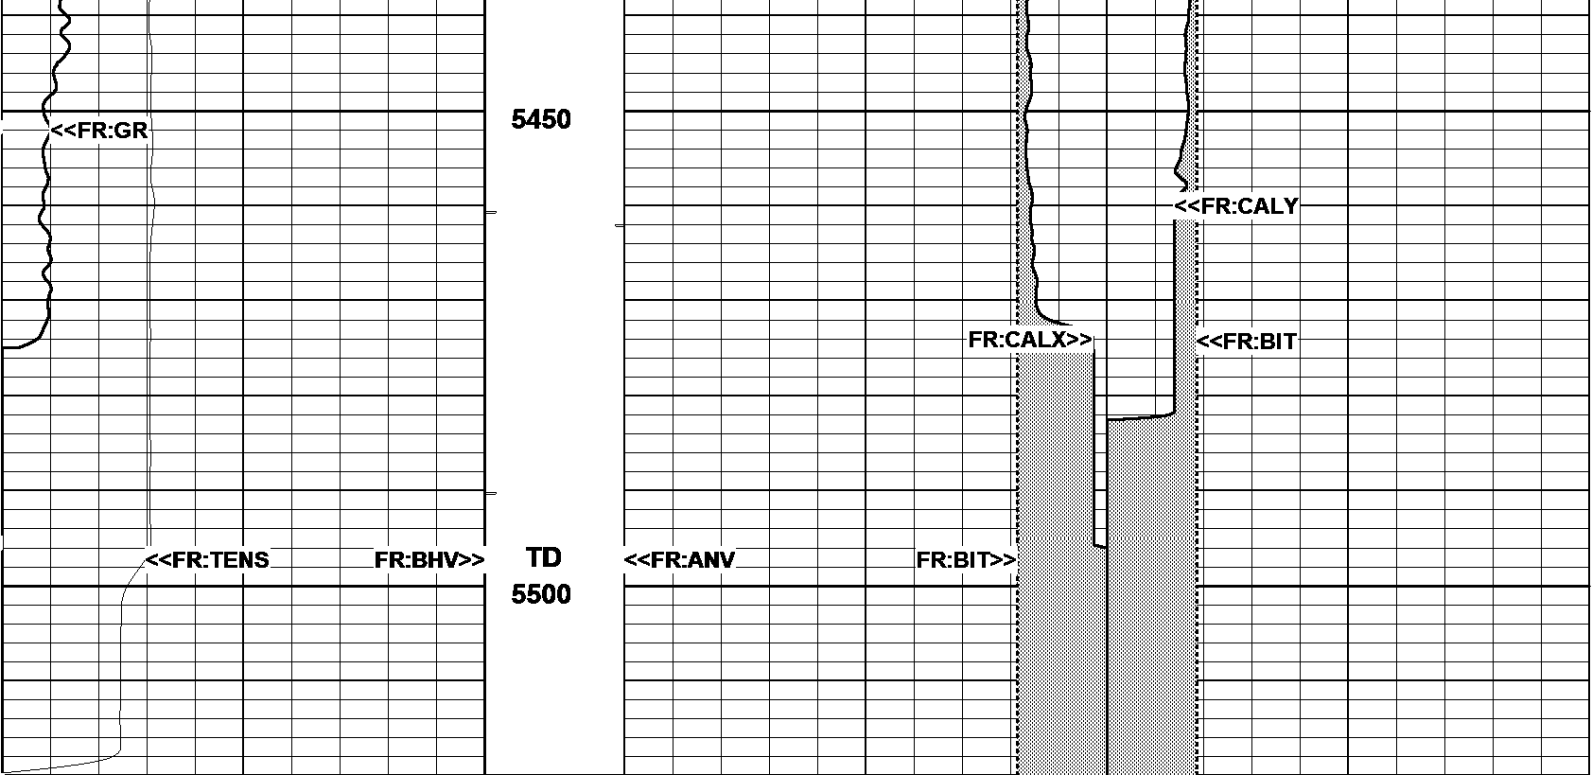 5450
<<FR:GR
<<FR:CALY
FR:CALX>>
<<FR:BIT
<<FR:TENS
FR:BHV>>
TD
<<FR:ANV
FR:BIT>>
5500